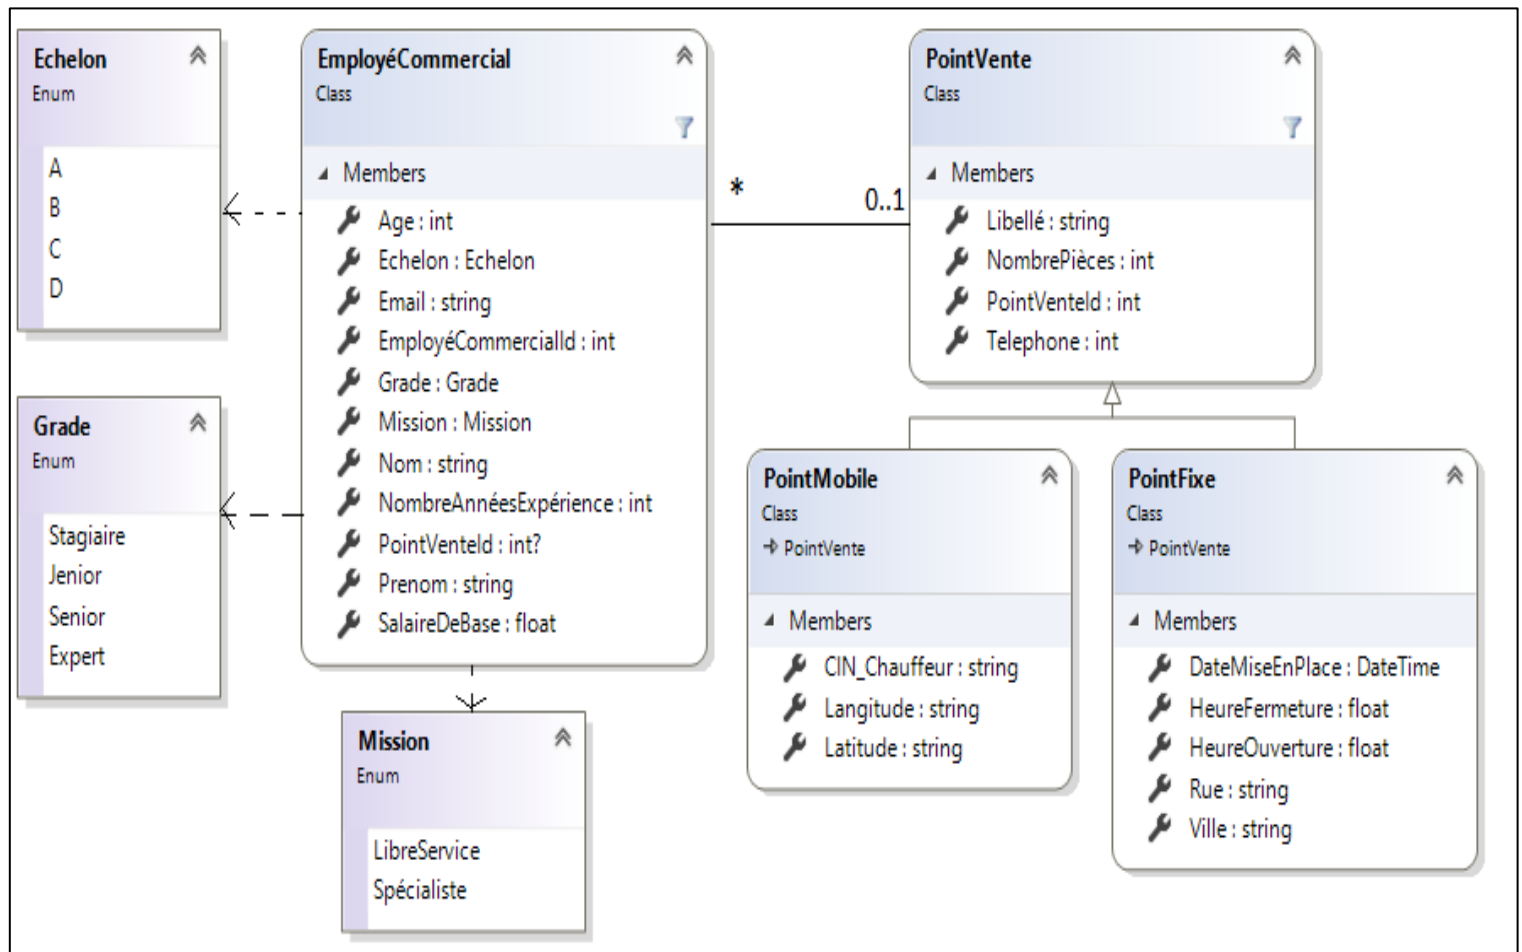 Echelon
Enum
A
B
C
D
EmployéCommercial
Class
Members
Age : int
Echelon : Echelon
Email : string
EmployéCommercialId : int
Grade : Grade
Mission : Mission
Nom : string
NombreAnnéesExpérience : int
PointVenteId : int?
Prenom : string
SalaireDeBase : float
*
0..1
PointVente
Class
Members
Libellé : string
NombrePièces : int
PointVenteId : int
Telephone : int
Grade
Enum
Stagiaire
Jenior
Senior
Expert
Mission
Enum
LibreService
Spécialiste
PointMobile
Class
PointVente
Members
CIN_Chauffeur : string
Langitude : string
Latitude : string
PointFixe
Class
PointVente
Members
DateMiseEnPlace : DateTime
HeureFermeture : float
HeureOuverture : float
Rue : string
Ville : string